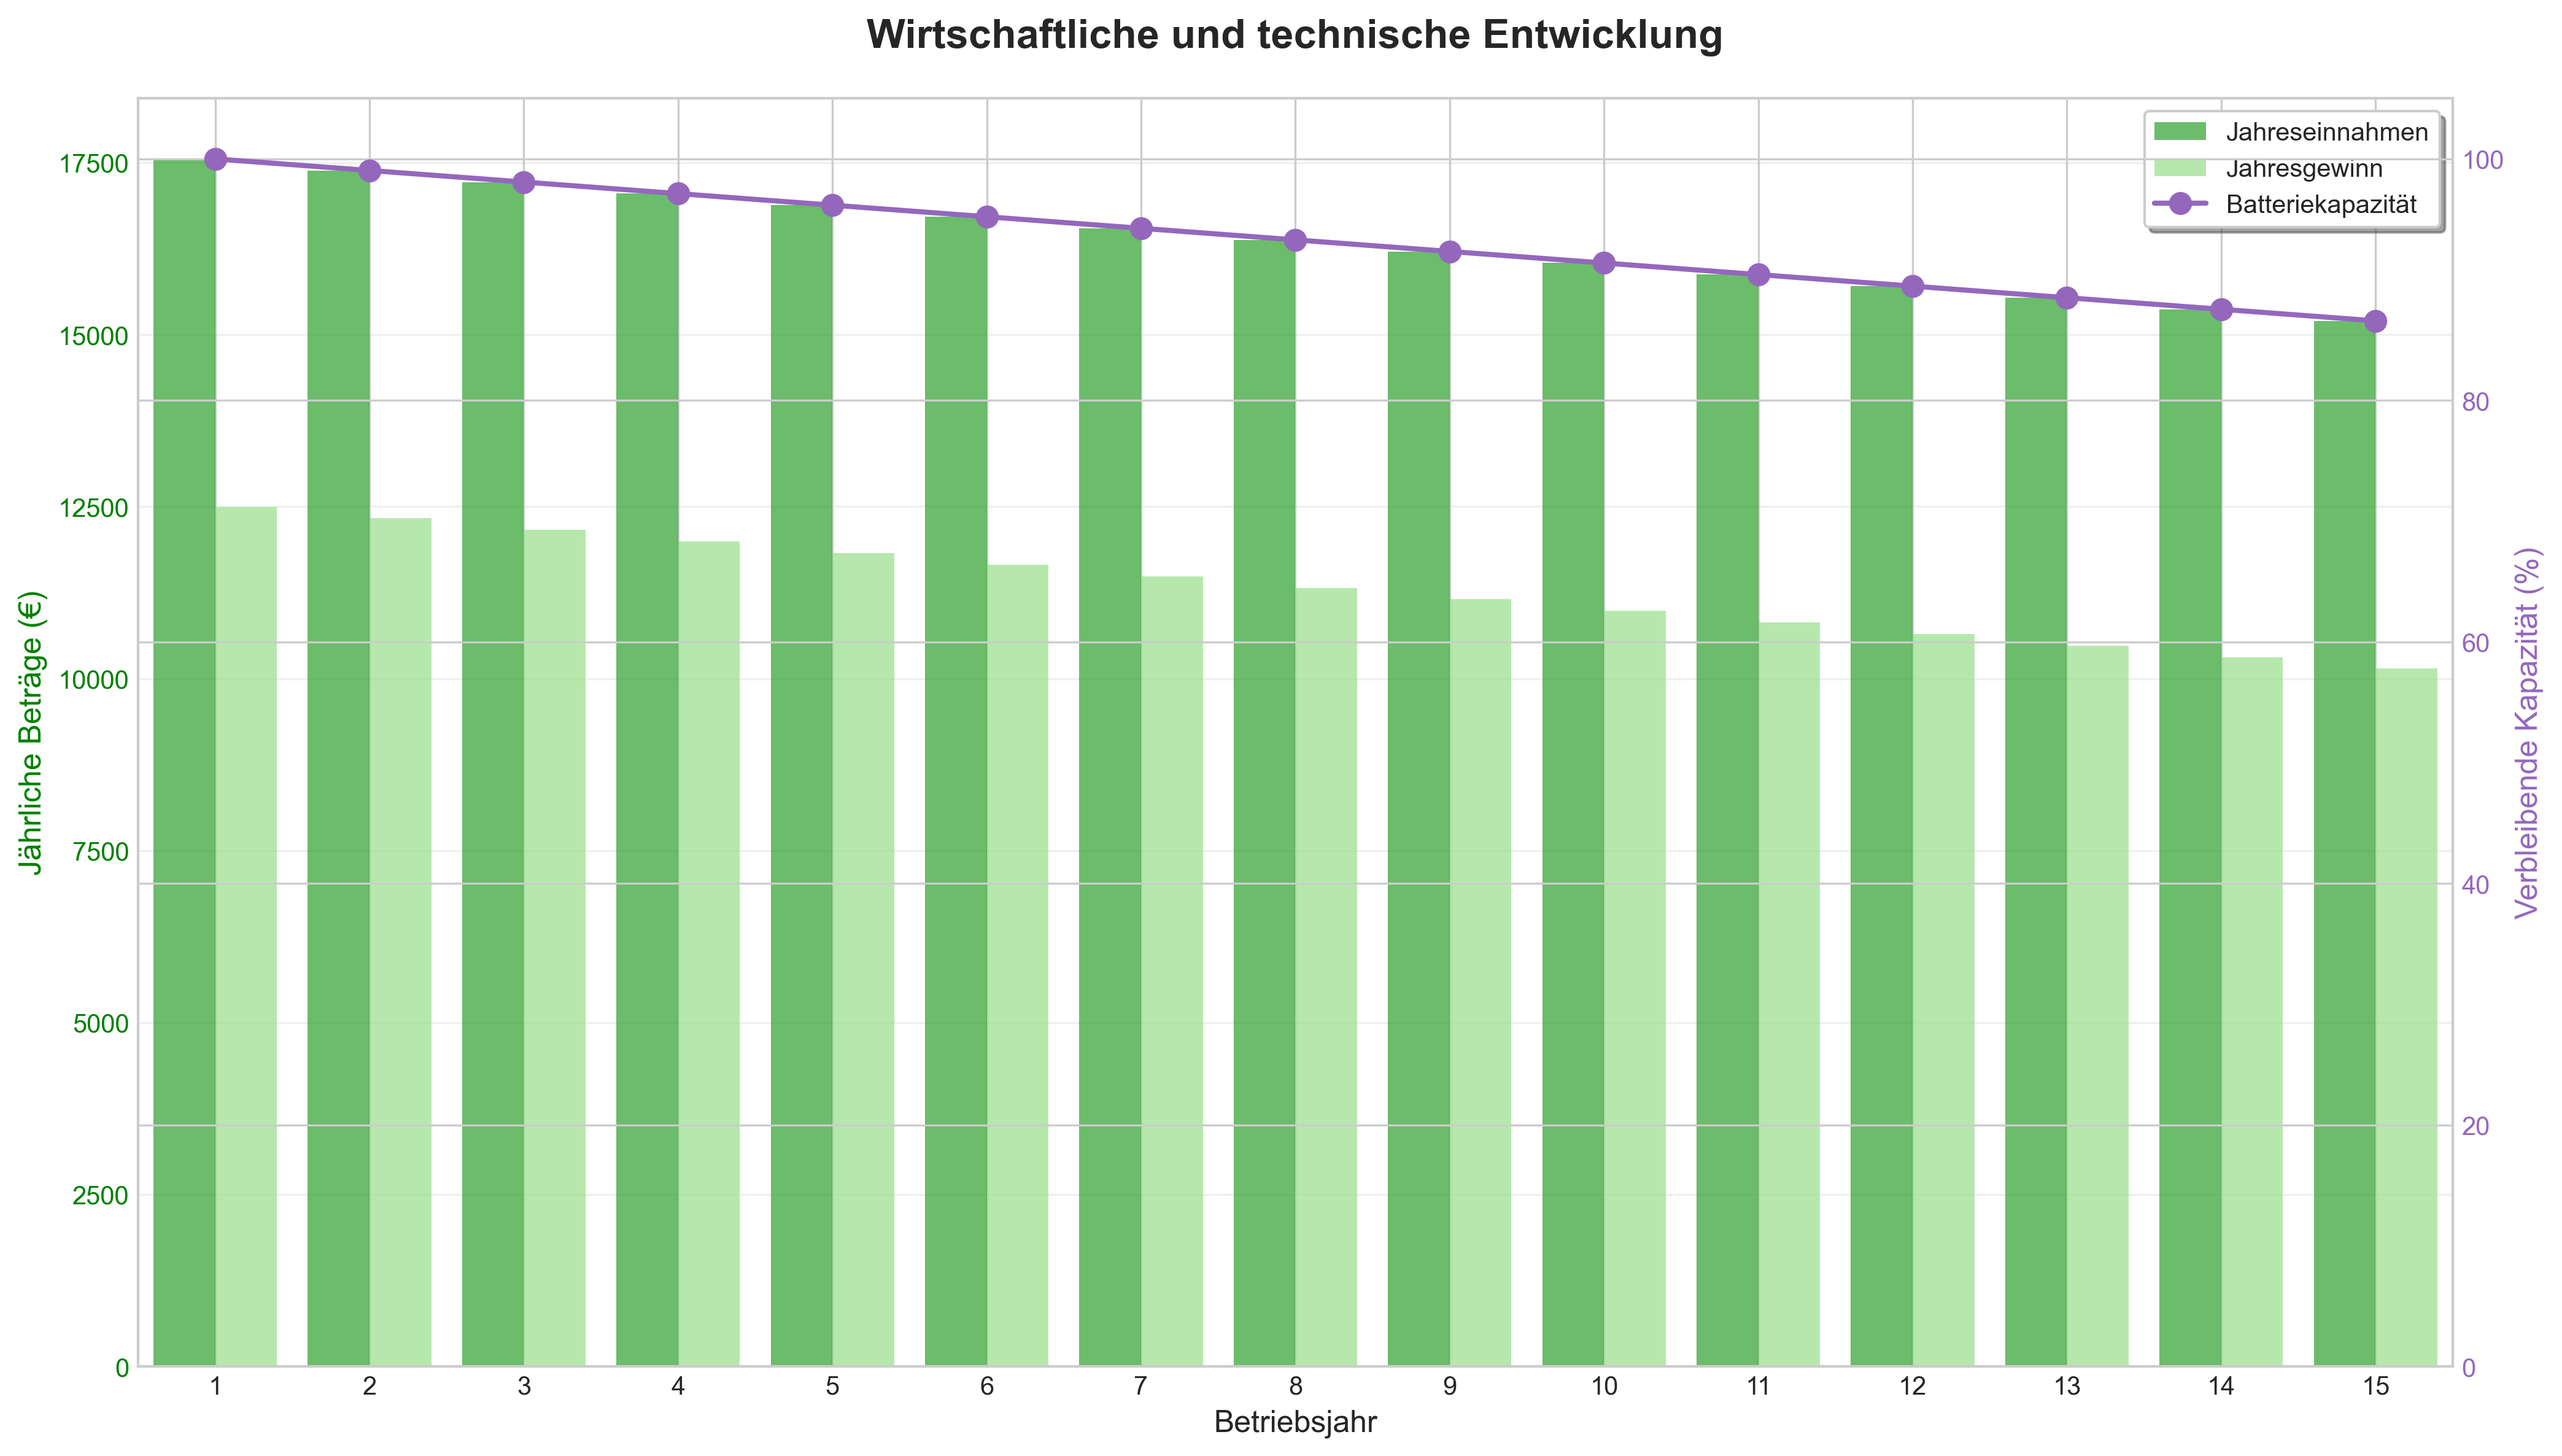 Wirtschaftliche und technische Entwicklung
Jahreseinnahmen
Jahresgewinn
Batteriekapazität
17500
15000
12500
10000
7500
5000
2500
0
Jährliche Beträge (€)
100
80
60
40
20
0
Verbleibende Kapazität (%)
1 2 3 4 5 6 7 8 9 10 11 12 13 14 15
Betriebsjahr